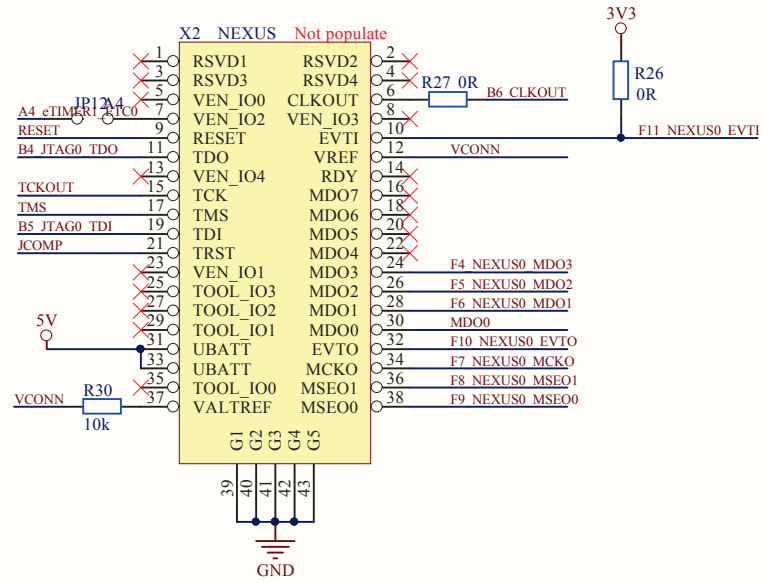 3V3
X2 NEXUS Not populate
1 RSVD1 RSVD2 2
3 RSVD3 RSVD4 4
R26
0R
5 VEN_IO0 CLKOUT 6 R27 0R B6_CLKOUT
A4_eTIMER1_ETC0 JP12 A4 7 VEN_IO2 VEN_IO3 8
RESET 9 RESET EVTI 10 F11_NEXUS0_EVTI
B4_JTAG0_TDO 11 TDO VREF 12 VCONN
13 VEN_IO4 RDY 14
TCKOUT 15 TCK MDO7 16
TMS 17 TMS MDO6 18
B5_JTAG0_TDI 19 TDI MDO5 20
JCOMP 21 TRST MDO4 22
23 VEN_IO1 MDO3 24 F4_NEXUS0_MDO3
25 TOOL_IO3 MDO2 26 F5_NEXUS0_MDO2
27 TOOL_IO2 MDO1 28 F6_NEXUS0_MDO1
5V 29 TOOL_IO1 MDO0 30 MDO0
31 UBATT EVTO 32 F10_NEXUS0_EVTO
33 UBATT MCKO 34 F7_NEXUS0_MCKO
35 TOOL_IO0 MSEO1 36 F8_NEXUS0_MSEO1
VCONN R30 37 VALTREF MSEO0 38 F9_NEXUS0_MSEO0
10k
G1 G2 G3 G4 G5
39 40 41 42 43
GND